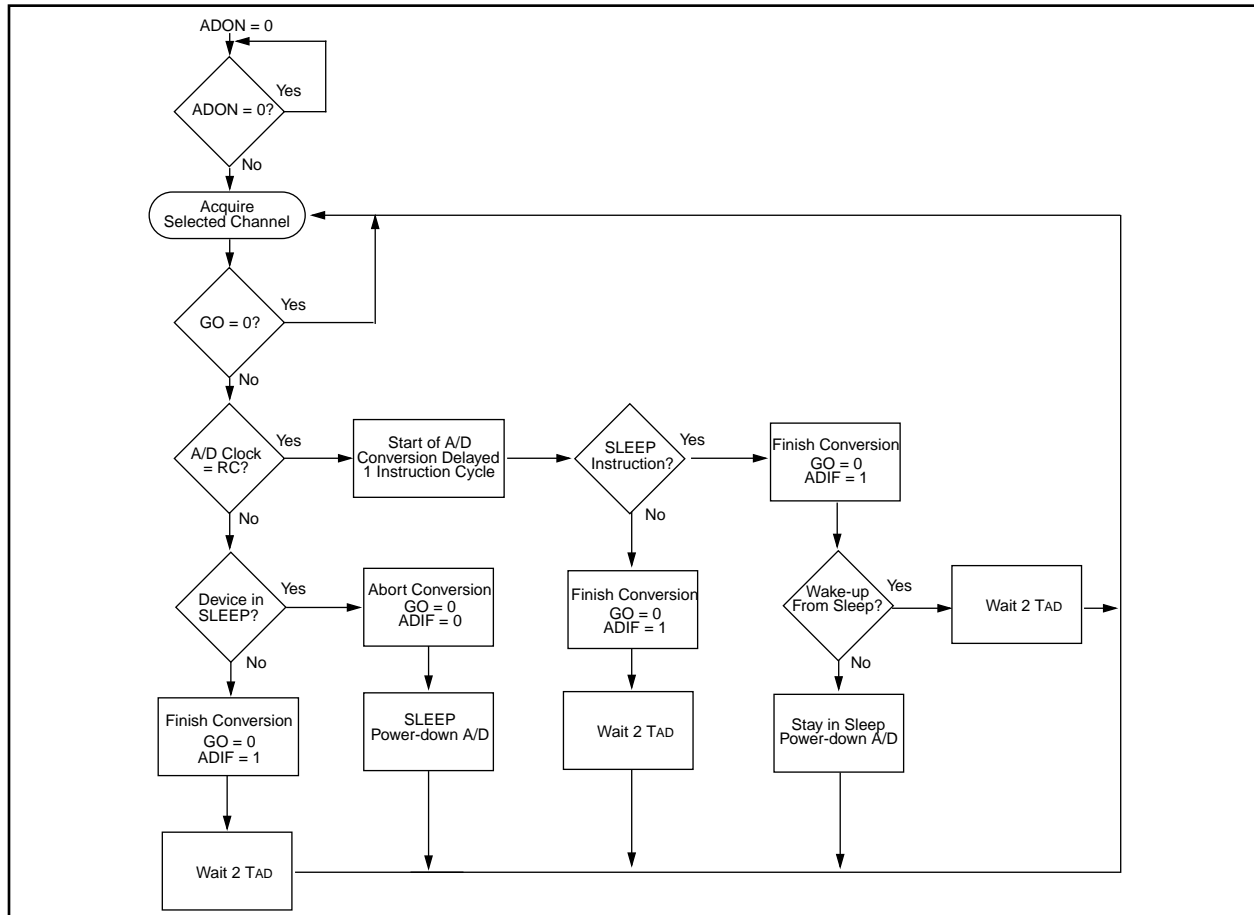 ADON = 0
Yes
ADON = 0?
No
Acquire
Selected Channel
Yes
GO = 0?
No
Yes
A/D Clock
= RC?
No
Start of A/D
Conversion Delayed
1 Instruction Cycle
SLEEP
Instruction?
Yes
No
Finish Conversion
GO = 0
ADIF = 1
Device in
SLEEP?
Yes
No
Abort Conversion
GO = 0
ADIF = 0
Finish Conversion
GO = 0
ADIF = 1
Wake-up
From Sleep?
Yes
No
Wait 2 TAD
Finish Conversion
GO = 0
ADIF = 1
SLEEP
Power-down A/D
Wait 2 TAD
Stay in Sleep
Power-down A/D
Wait 2 TAD